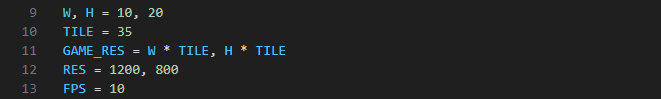 9 W, H = 10, 20
10 TILE = 35
11 GAME_RES = W * TILE, H * TILE
12 RES = 1200, 800
13 FPS = 10